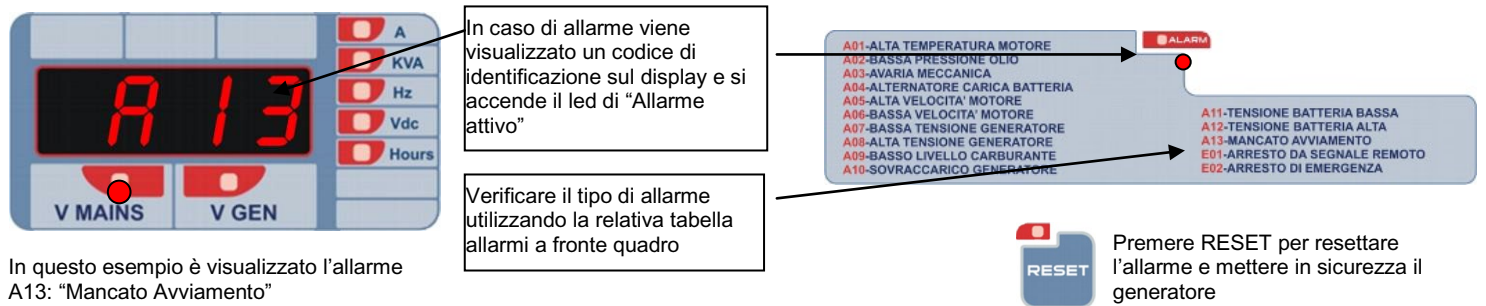 A
KVA
Hz
Vdc
Hours
A13
V MAINS
V GEN
In questo esempio è visualizzato l'allarme
A13: "Mancato Avviamento"
In caso di allarme viene
visualizzato un codice di
identificazione sul display e si
accende il led di "Allarme
attivo"
Verificare il tipo di allarme
utilizzando la relativa tabella
allarmi a fronte quadro
ALARM
A01-ALTA TEMPERATURA MOTORE
A02-BASSA PRESSIONE OLIO
A03-AVARIA MECCANICA
A04-ALTERNATORE CARICA BATTERIA
A05-ALTA VELOCITA' MOTORE
A06-BASSA VELOCITA' MOTORE
A07-BASSA TENSIONE GENERATORE
A08-ALTA TENSIONE GENERATORE
A09-BASSO LIVELLO CARBURANTE
A10-SOVRACCARICO GENERATORE
A11-TENSIONE BATTERIA BASSA
A12-TENSIONE BATTERIA ALTA
A13-MANCATO AVVIAMENTO
E01-ARRESTO DA SEGNALE REMOTO
E02-ARRESTO DI EMERGENZA
RESET
Premere RESET per resettare
l'allarme e mettere in sicurezza il
generatore